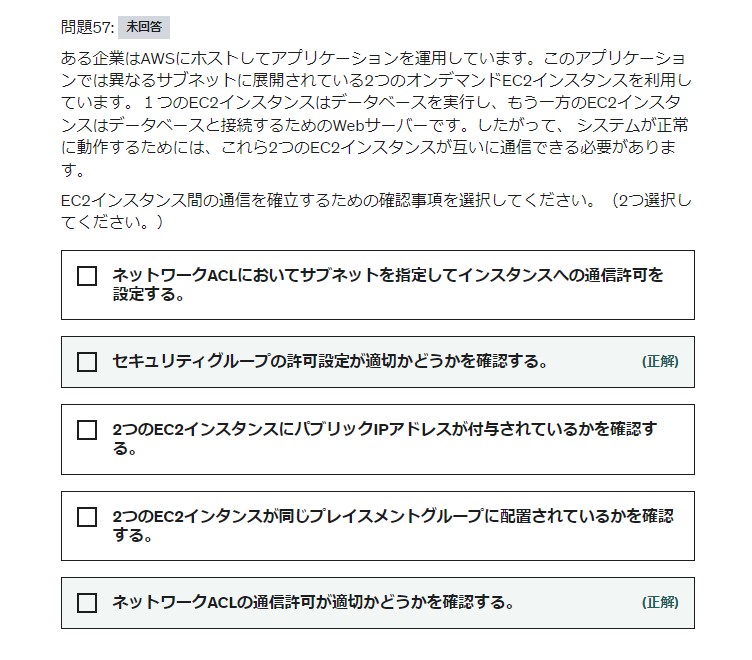 問題57: 未回答
ある企業はAWSにホストしてアプリケーションを運用しています。このアプリケーショ
ンでは異なるサブネットに展開されている2つのオンデマンドEC2インスタンスを利用し
ています。１つのEC2インスタンスはデータベースを実行し、もう一方のEC2インスタ
ンスはデータベースと接続するためのWebサーバーです。したがって、 システムが正常
に動作するためには、これら2つのEC2インスタンスが互いに通信できる必要がありま
す。
EC2インスタンス間の通信を確立するための確認事項を選択してください。（2つ選択し
てください。）
ネットワークACLにおいてサブネットを指定してインスタンスへの通信許可を
設定する。
セキュリティグループの許可設定が適切かどうかを確認する。 (正解)
2つのEC2インスタンスにパブリックIPアドレスが付与されているかを確認す
る。
2つのEC2インタンスが同じプレイスメントグループに配置されているかを確認
する。
ネットワークACLの通信許可が適切かどうかを確認する。 (正解)